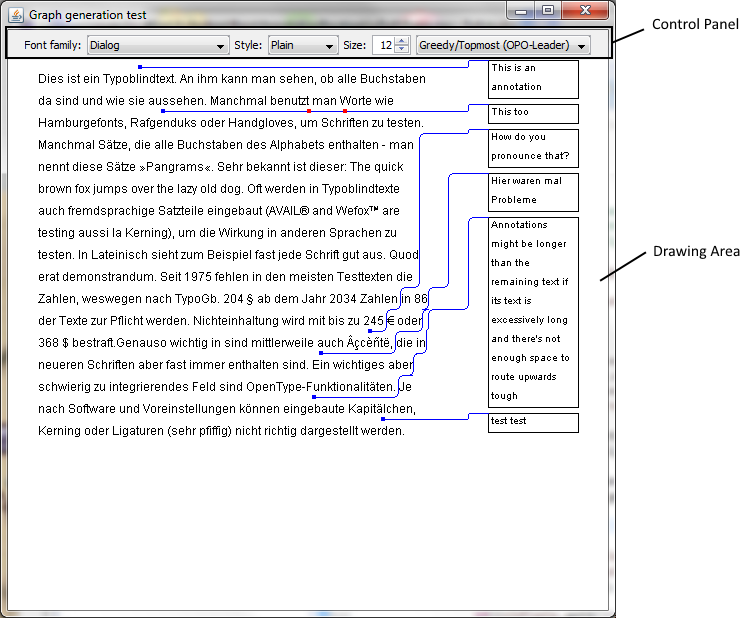 Graph generation test
Control Panel
Font family: Dialog Style: Plain Size: 12 Greedy/Topmost (OPO-Leader)
Dies ist ein Typoblindtext. An ihm kann man sehen, ob alle Buchstaben
da sind und wie sie aussehen. Manchmal benutzt man Worte wie
Hamburgefonts, Rafgenduks oder Handgloves, um Schriften zu testen.
Manchmal Sätze, die alle Buchstaben des Alphabets enthalten - man
nennt diese Sätze »Pangrams«. Sehr bekannt ist dieser: The quick
brown fox jumps over the lazy old dog. Oft werden in Typoblindtexte
auch fremdsprachige Satzteile eingebaut (AVAIL® and Wefox™ are
testing aussi la Kerning), um die Wirkung in anderen Sprachen zu
testen. In Lateinisch sieht zum Beispiel fast jede Schrift gut aus. Quod
erat demonstrandum. Seit 1975 fehlen in den meisten Testtexten die
Zahlen, weswegen nach TypoGb. 204 § ab dem Jahr 2034 Zahlen in 86
der Texte zur Pflicht werden. Nichteinhaltung wird mit bis zu 245 € oder
368 $ bestraft.Genauso wichtig in sind mittlerweile auch Âçcèñtë, die in
neueren Schriften aber fast immer enthalten sind. Ein wichtiges aber
schwierig zu integrierendes Feld sind OpenType-Funktionalitäten. Je
nach Software und Voreinstellungen können eingebaute Kapitälchen,
Kerning oder Ligaturen (sehr pfiffig) nicht richtig dargestellt werden.
This is an
annotation
This too
How do you
pronounce that?
Hier waren mal
Probleme
Annotations
might be longer
than the
remaining text if
its text is
excessively long
and there's not
enough space to
route upwards
tough
test test
Drawing Area